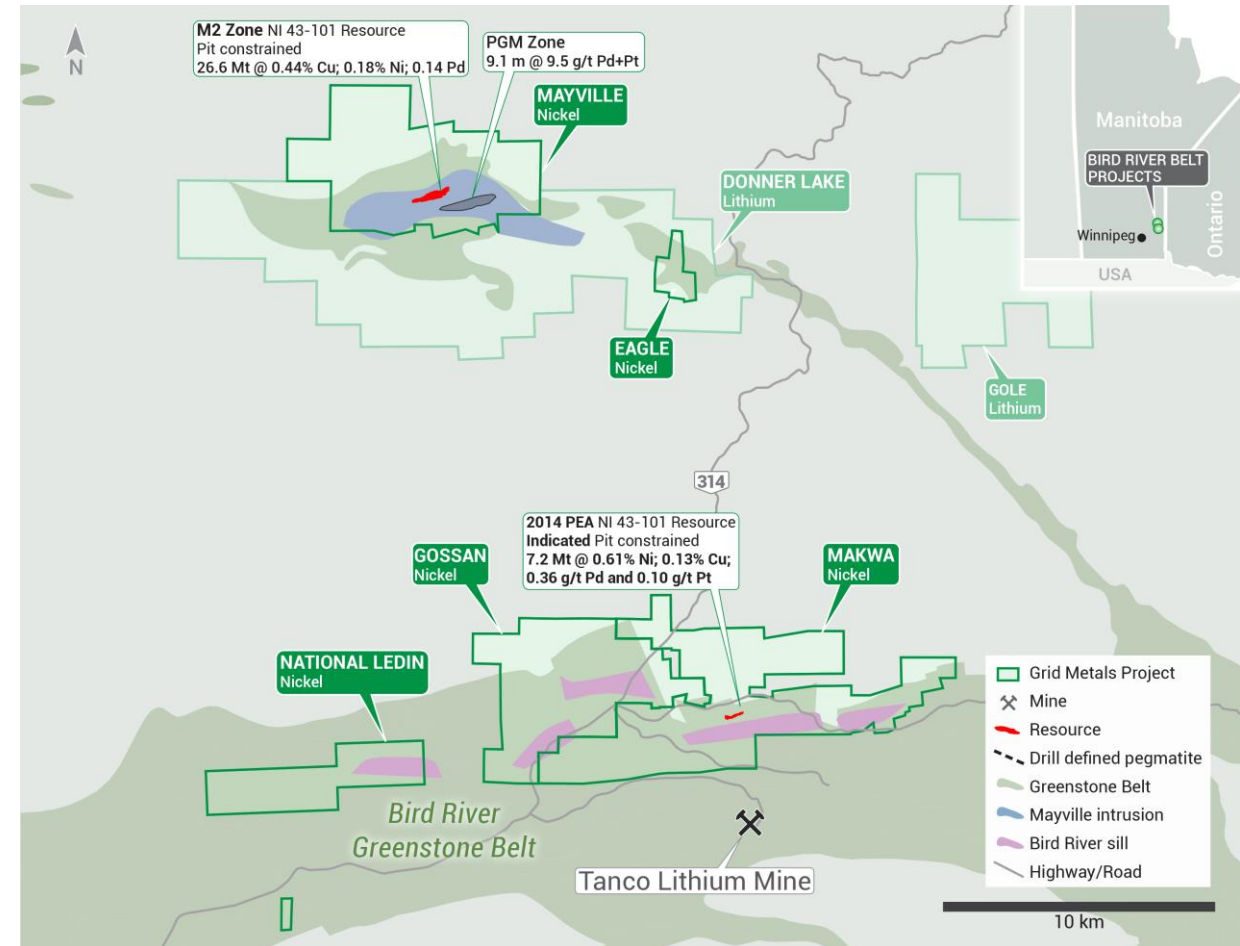 N
M2 Zone NI 43-101 Resource
Pit constrained
26.6 Mt @ 0.44% Cu; 0.18% Ni; 0.14 Pd
PGM Zone
9.1 m @ 9.5 g/t Pd+Pt
MAYVILLE
Nickel
DONNER LAKE
Lithium
EAGLE
Nickel
GOLE
Lithium
Manitoba
BIRD RIVER BELT
PROJECTS
Winnipeg
Ontario
USA
314
2014 PEA NI 43-101 Resource
Indicated Pit constrained
7.2 Mt @ 0.61% Ni; 0.13% Cu;
0.36 g/t Pd and 0.10 g/t Pt
GOSSAN
Nickel
MAKWA
Nickel
NATIONAL LEDIN
Nickel
Bird River
Greenstone Belt
Tanco Lithium Mine
Grid Metals Project
Mine
Resource
Drill defined pegmatite
Greenstone Belt
Mayville intrusion
Bird River sill
Highway/Road
10 km